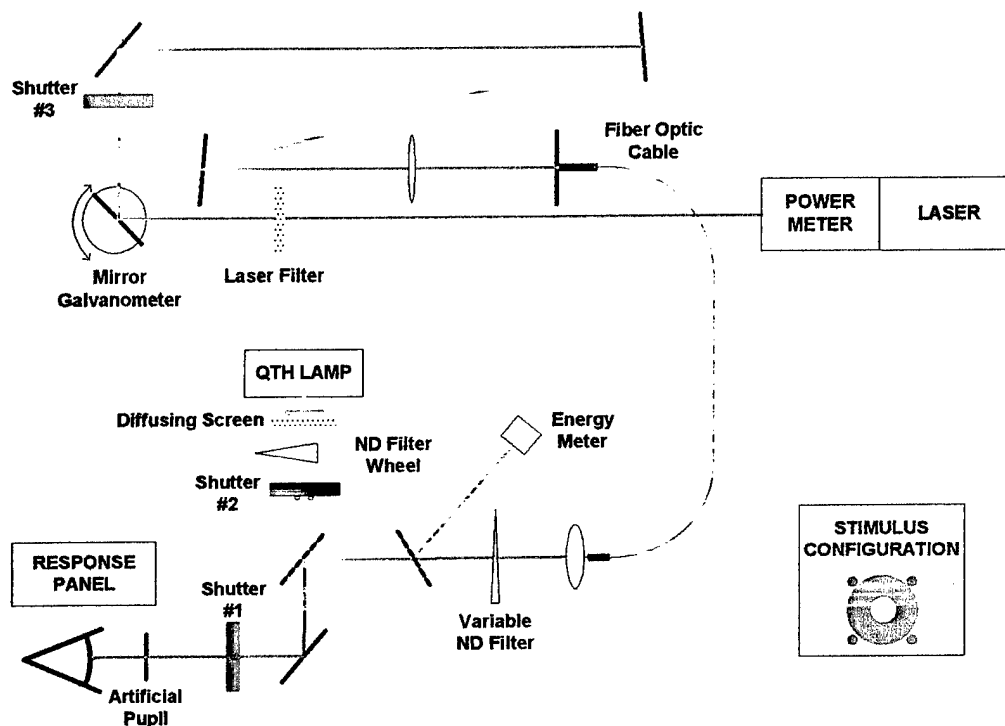 Shutter
#3
Fiber Optic
Cable
POWER
METER
LASER
Mirror
Galvanometer
Laser Filter
QTH LAMP
Diffusing Screen
ND Filter
Wheel
Energy
Meter
Shutter
#2
STIMULUS
CONFIGURATION
RESPONSE
PANEL
Shutter
#1
Variable
ND Filter
Artificial
Pupil